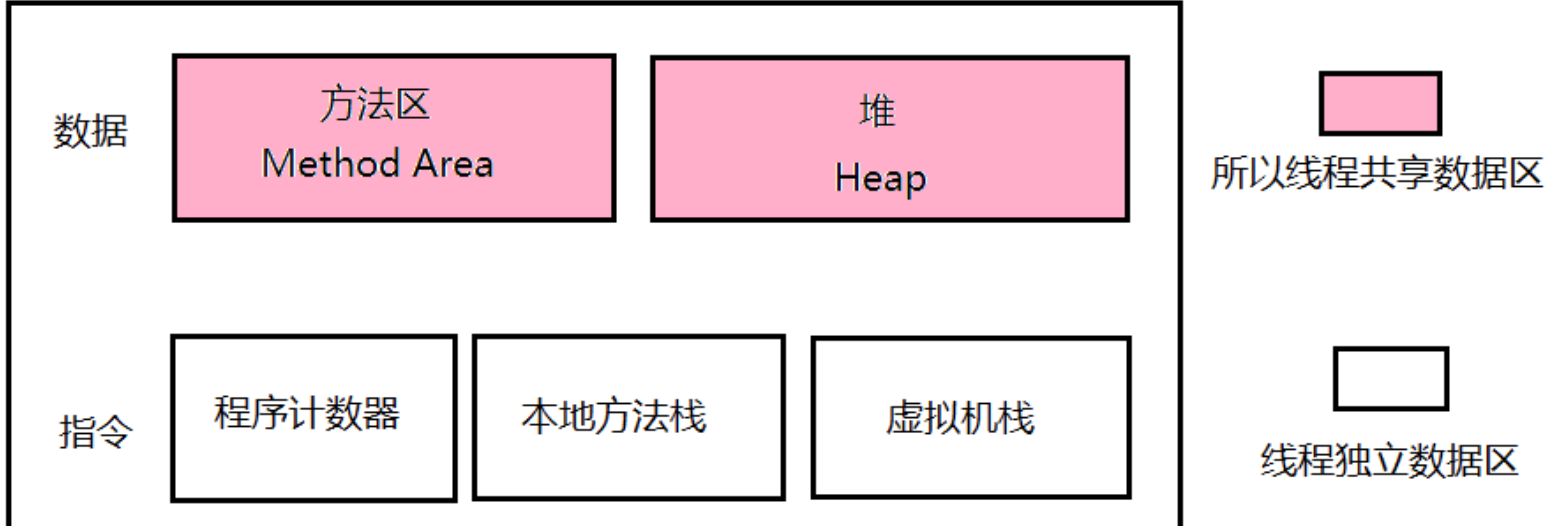 数据
方法区
Method Area
堆
Heap
所以线程共享数据区
指令
程序计数器
本地方法栈
虚拟机栈
线程独立数据区